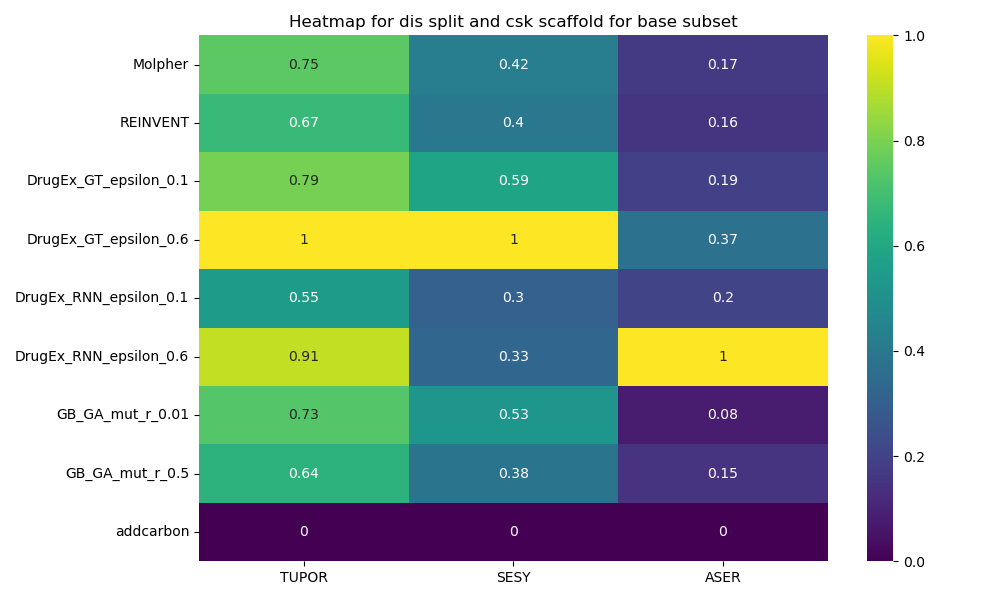 Heatmap for dis split and csk scaffold for base subset
Molpher 0.75 0.42 0.17
REINVENT 0.67 0.4 0.16
DrugEx_GT_epsilon_0.1 0.79 0.59 0.19
DrugEx_GT_epsilon_0.6 1 1 0.37
DrugEx_RNN_epsilon_0.1 0.55 0.3 0.2
DrugEx_RNN_epsilon_0.6 0.91 0.33 1
GB_GA_mut_r_0.01 0.73 0.53 0.08
GB_GA_mut_r_0.5 0.64 0.38 0.15
addcarbon 0 0 0
TUPOR SESY ASER
1.0
0.8
0.6
0.4
0.2
0.0